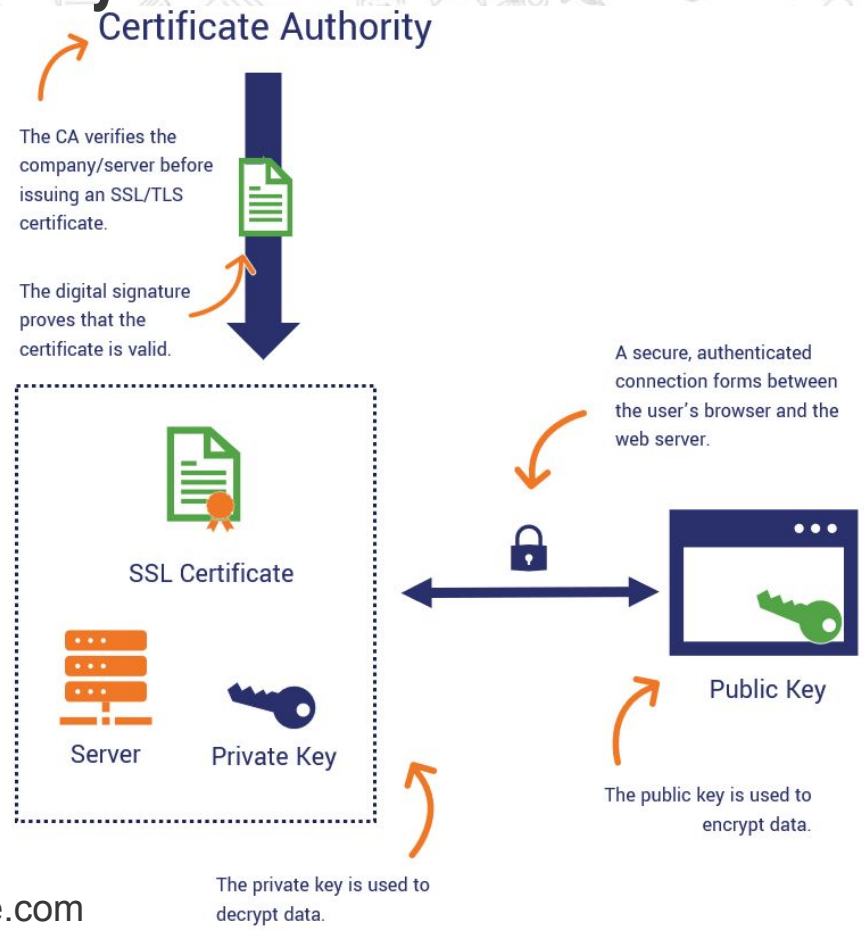 Certificate Authority
The CA verifies the
company/server before
issuing an SSL/TLS
certificate.
The digital signature
proves that the
certificate is valid.
A secure, authenticated
connection forms between
the user's browser and the
web server.
SSL Certificate
Server
Private Key
Public Key
The public key is used to
encrypt data.
The private key is used to
decrypt data.
e.com